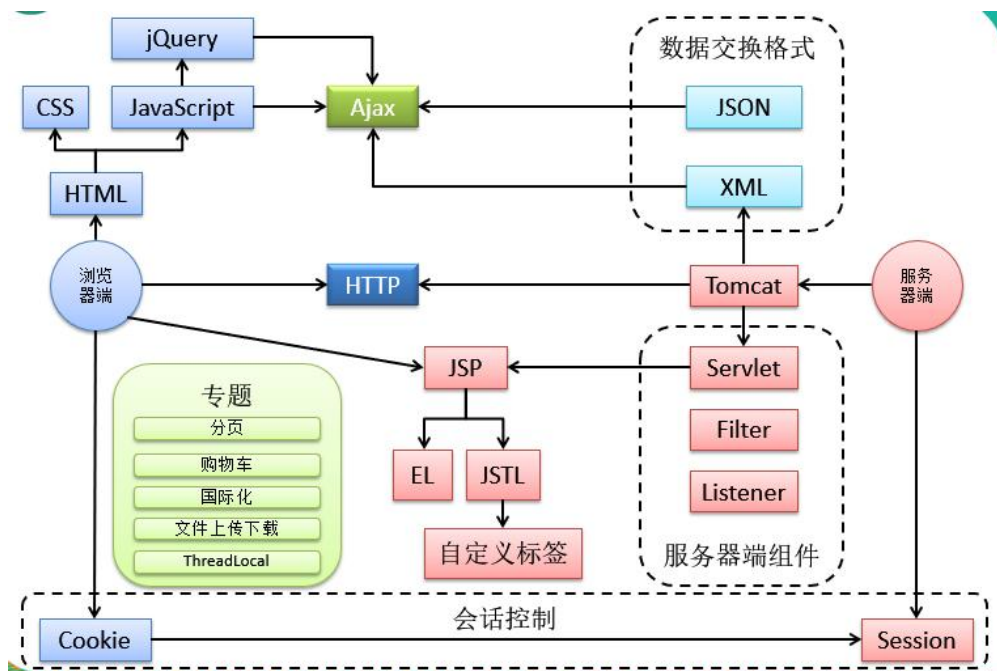 jQuery
数据交换格式
CSS
JavaScript
Ajax
JSON
HTML
XML
浏览
器端
HTTP
Tomcat
服务
器端
JSP
Servlet
专题
分页
购物车
国际化
文件上传下载
ThreadLocal
EL
JSTL
自定义标签
Filter
Listener
服务器端组件
会话控制
Cookie
Session